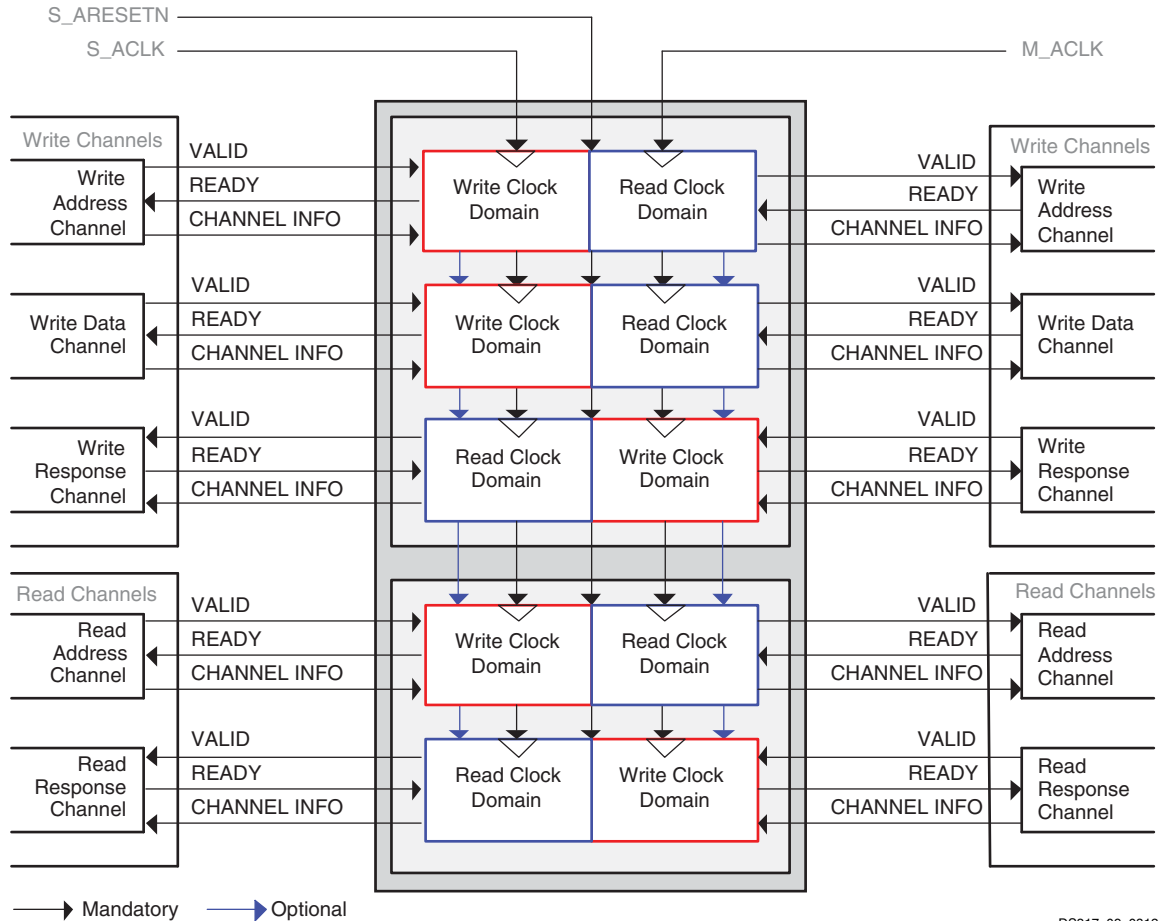 S_ARESETN
S_ACLK
M_ACLK
Write Channels
Write
Address
Channel
VALID
READY
CHANNEL INFO
Write Clock
Domain
Read Clock
Domain
VALID
READY
CHANNEL INFO
Write Channels
Write
Address
Channel
Write Data
Channel
VALID
READY
CHANNEL INFO
Write Clock
Domain
Read Clock
Domain
VALID
READY
CHANNEL INFO
Write Data
Channel
Write
Response
Channel
VALID
READY
CHANNEL INFO
Read Clock
Domain
Write Clock
Domain
VALID
READY
CHANNEL INFO
Write
Response
Channel
Read Channels
Read
Address
Channel
VALID
READY
CHANNEL INFO
Write Clock
Domain
Read Clock
Domain
VALID
READY
CHANNEL INFO
Read Channels
Read
Address
Channel
Read
Response
Channel
VALID
READY
CHANNEL INFO
Read Clock
Domain
Write Clock
Domain
VALID
READY
CHANNEL INFO
Read
Response
Channel
Mandatory
Optional